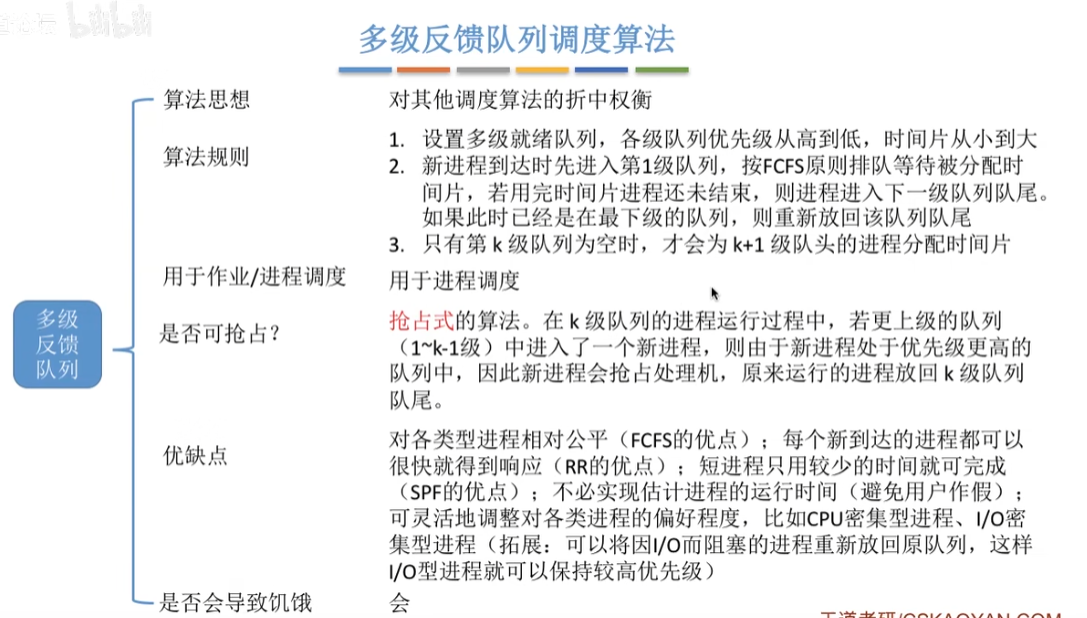 bilibili
多级反馈队列调度算法
多级
反馈
队列
算法思想
对其他调度算法的折中权衡
算法规则
1. 设置多级就绪队列，各级队列优先级从高到低，时间片从小到大
2. 新进程到达时先进入第1级队列，按FCFS原则排队等待被分配时
间片，若用完时间片进程还未结束，则进程进入下一级队列队尾。
如果此时已经是在最下级的队列，则重新放回该队列队尾
3. 只有第 k 级队列为空时，才会为 k+1 级队头的进程分配时间片
用于作业/进程调度
用于进程调度
是否可抢占？
抢占式的算法。在 k 级队列的进程运行过程中，若更上级的队列
（1~k-1级）中进入了一个新进程，则由于新进程处于优先级更高的
队列中，因此新进程会抢占处理机，原来运行的进程放回 k 级队列
队尾。
优缺点
对各类型进程相对公平（FCFS的优点）；每个新到达的进程都可以
很快就得到响应（RR的优点）；短进程只用较少的时间就可完成
（SPF的优点）；不必实现估计进程的运行时间（避免用户作假）；
可灵活地调整对各类进程的偏好程度，比如CPU密集型进程、I/O密
集型进程（拓展：可以将因I/O而阻塞的进程重新放回原队列，这样
I/O型进程就可以保持较高优先级）
是否会导致饥饿
会
王道考研/CSKAOYAN.COM